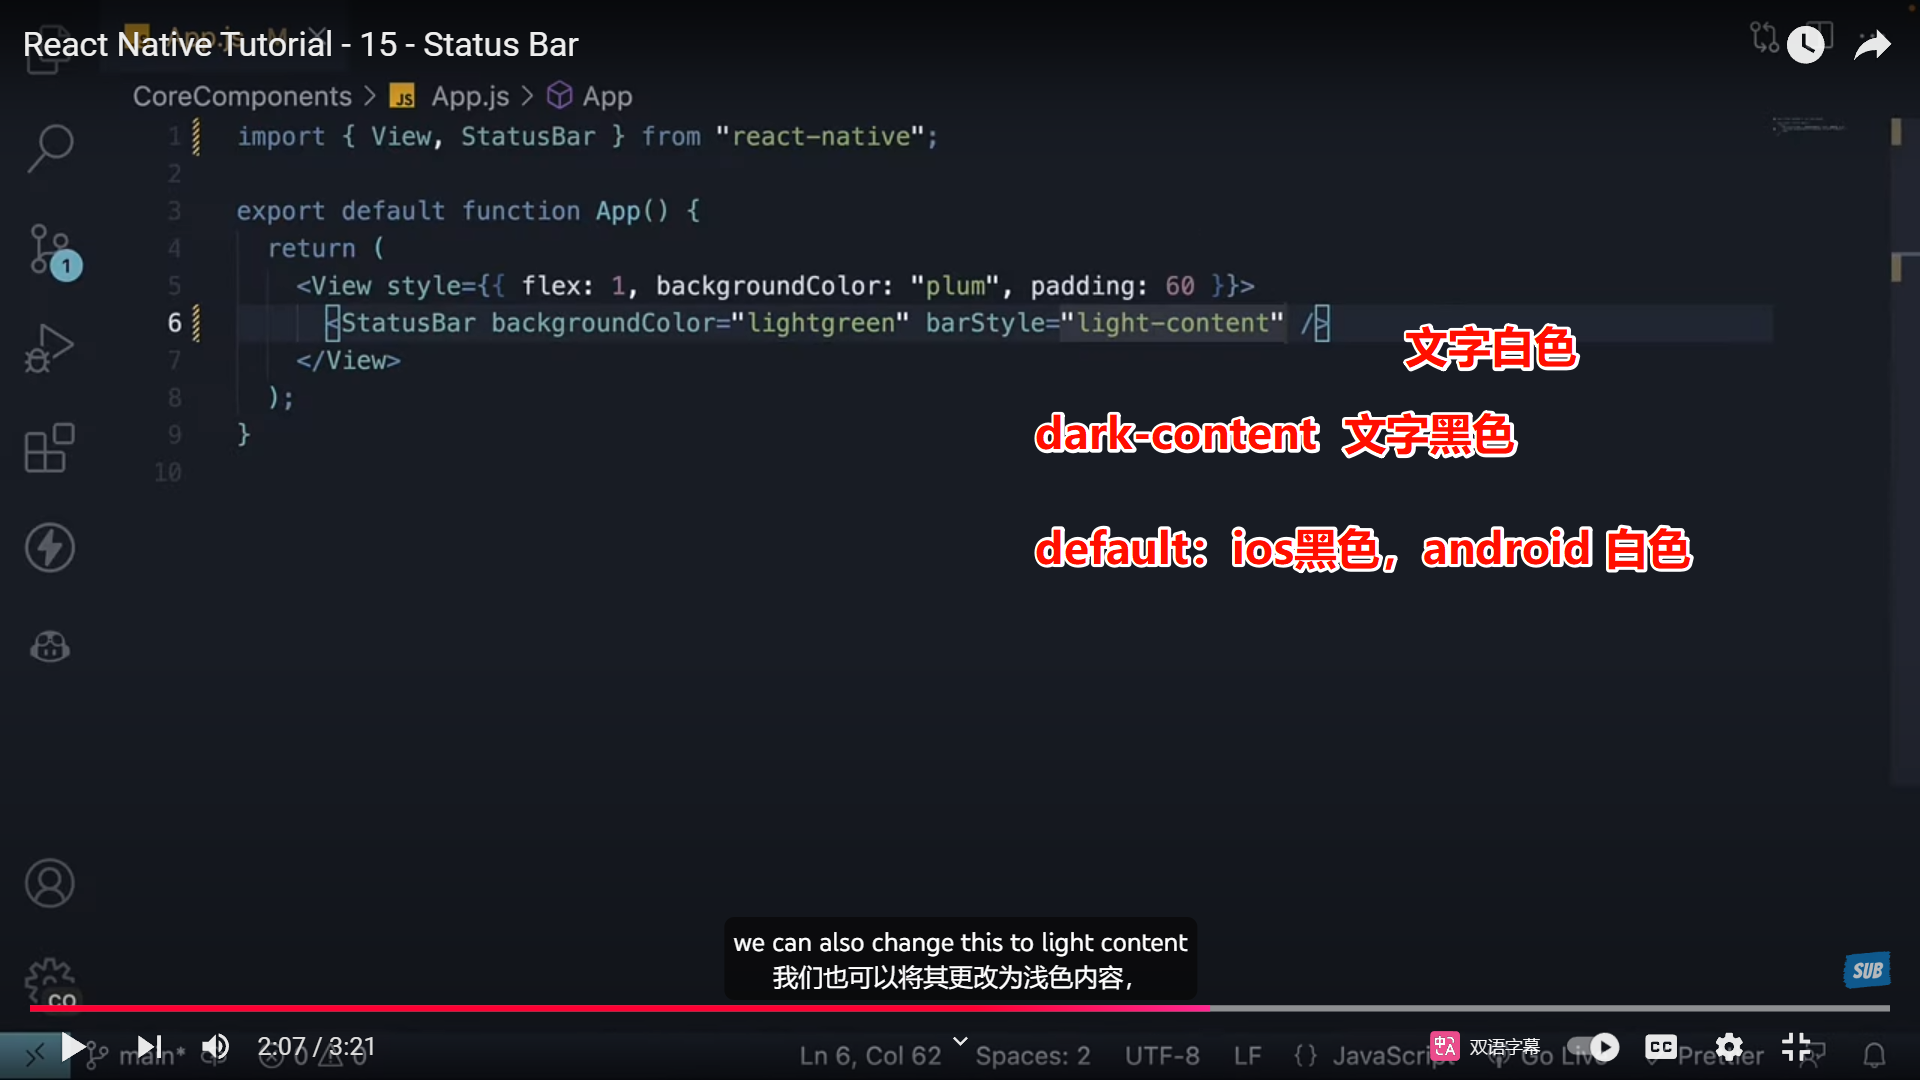 React Native Tutorial - 15 - Status Bar
CoreComponents > JS App.js > App
1 import { View, StatusBar } from "react-native";
2
3 export default function App() {
4 return (
5 <View style={{ flex: 1, backgroundColor: "plum", padding: 60 }}>
6 <StatusBar backgroundColor="lightgreen" barStyle="light-content" />
文字白色
7 </View>
8 );
dark-content 文字黑色
9 }
10
default：ios黑色，android 白色
1
we can also change this to light content
我们也可以将其更改为浅色内容，
SUB
CO
2:07 / 3:21
main*
Ln 6, Col 62
Spaces: 2
UTF-8
LF
{} JavaScript
双语字幕
Go Live
CC
Prettier